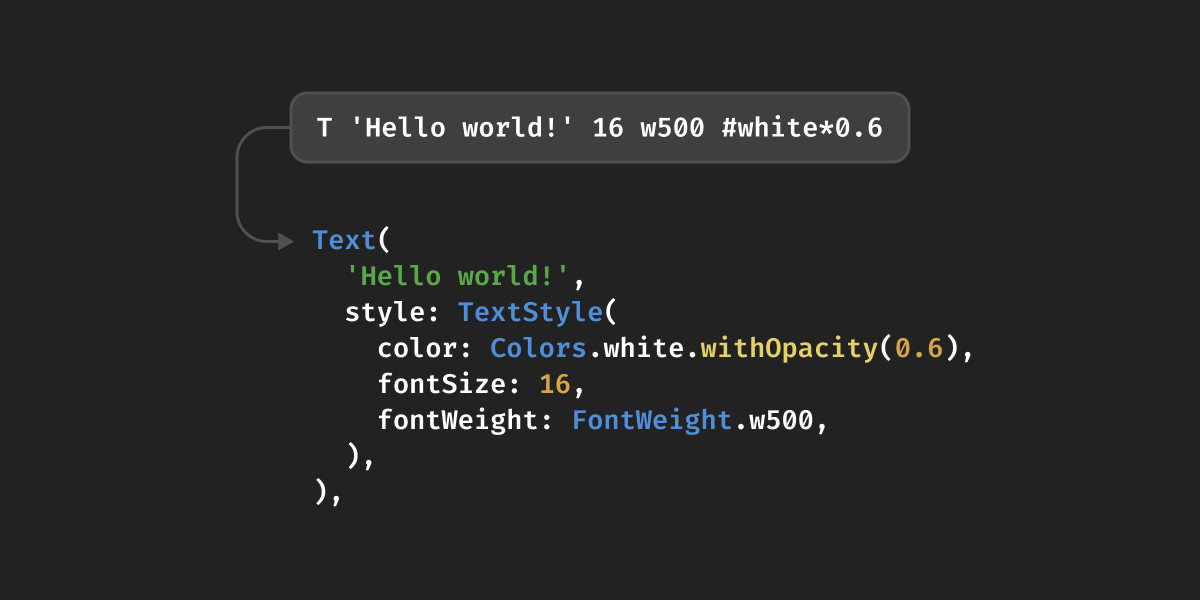 T 'Hello world!' 16 w500 #white*0.6
Text(
  'Hello world!',
  style: TextStyle(
    color: Colors.white.withOpacity(0.6),
    fontSize: 16,
    fontWeight: FontWeight.w500,
  ),
),